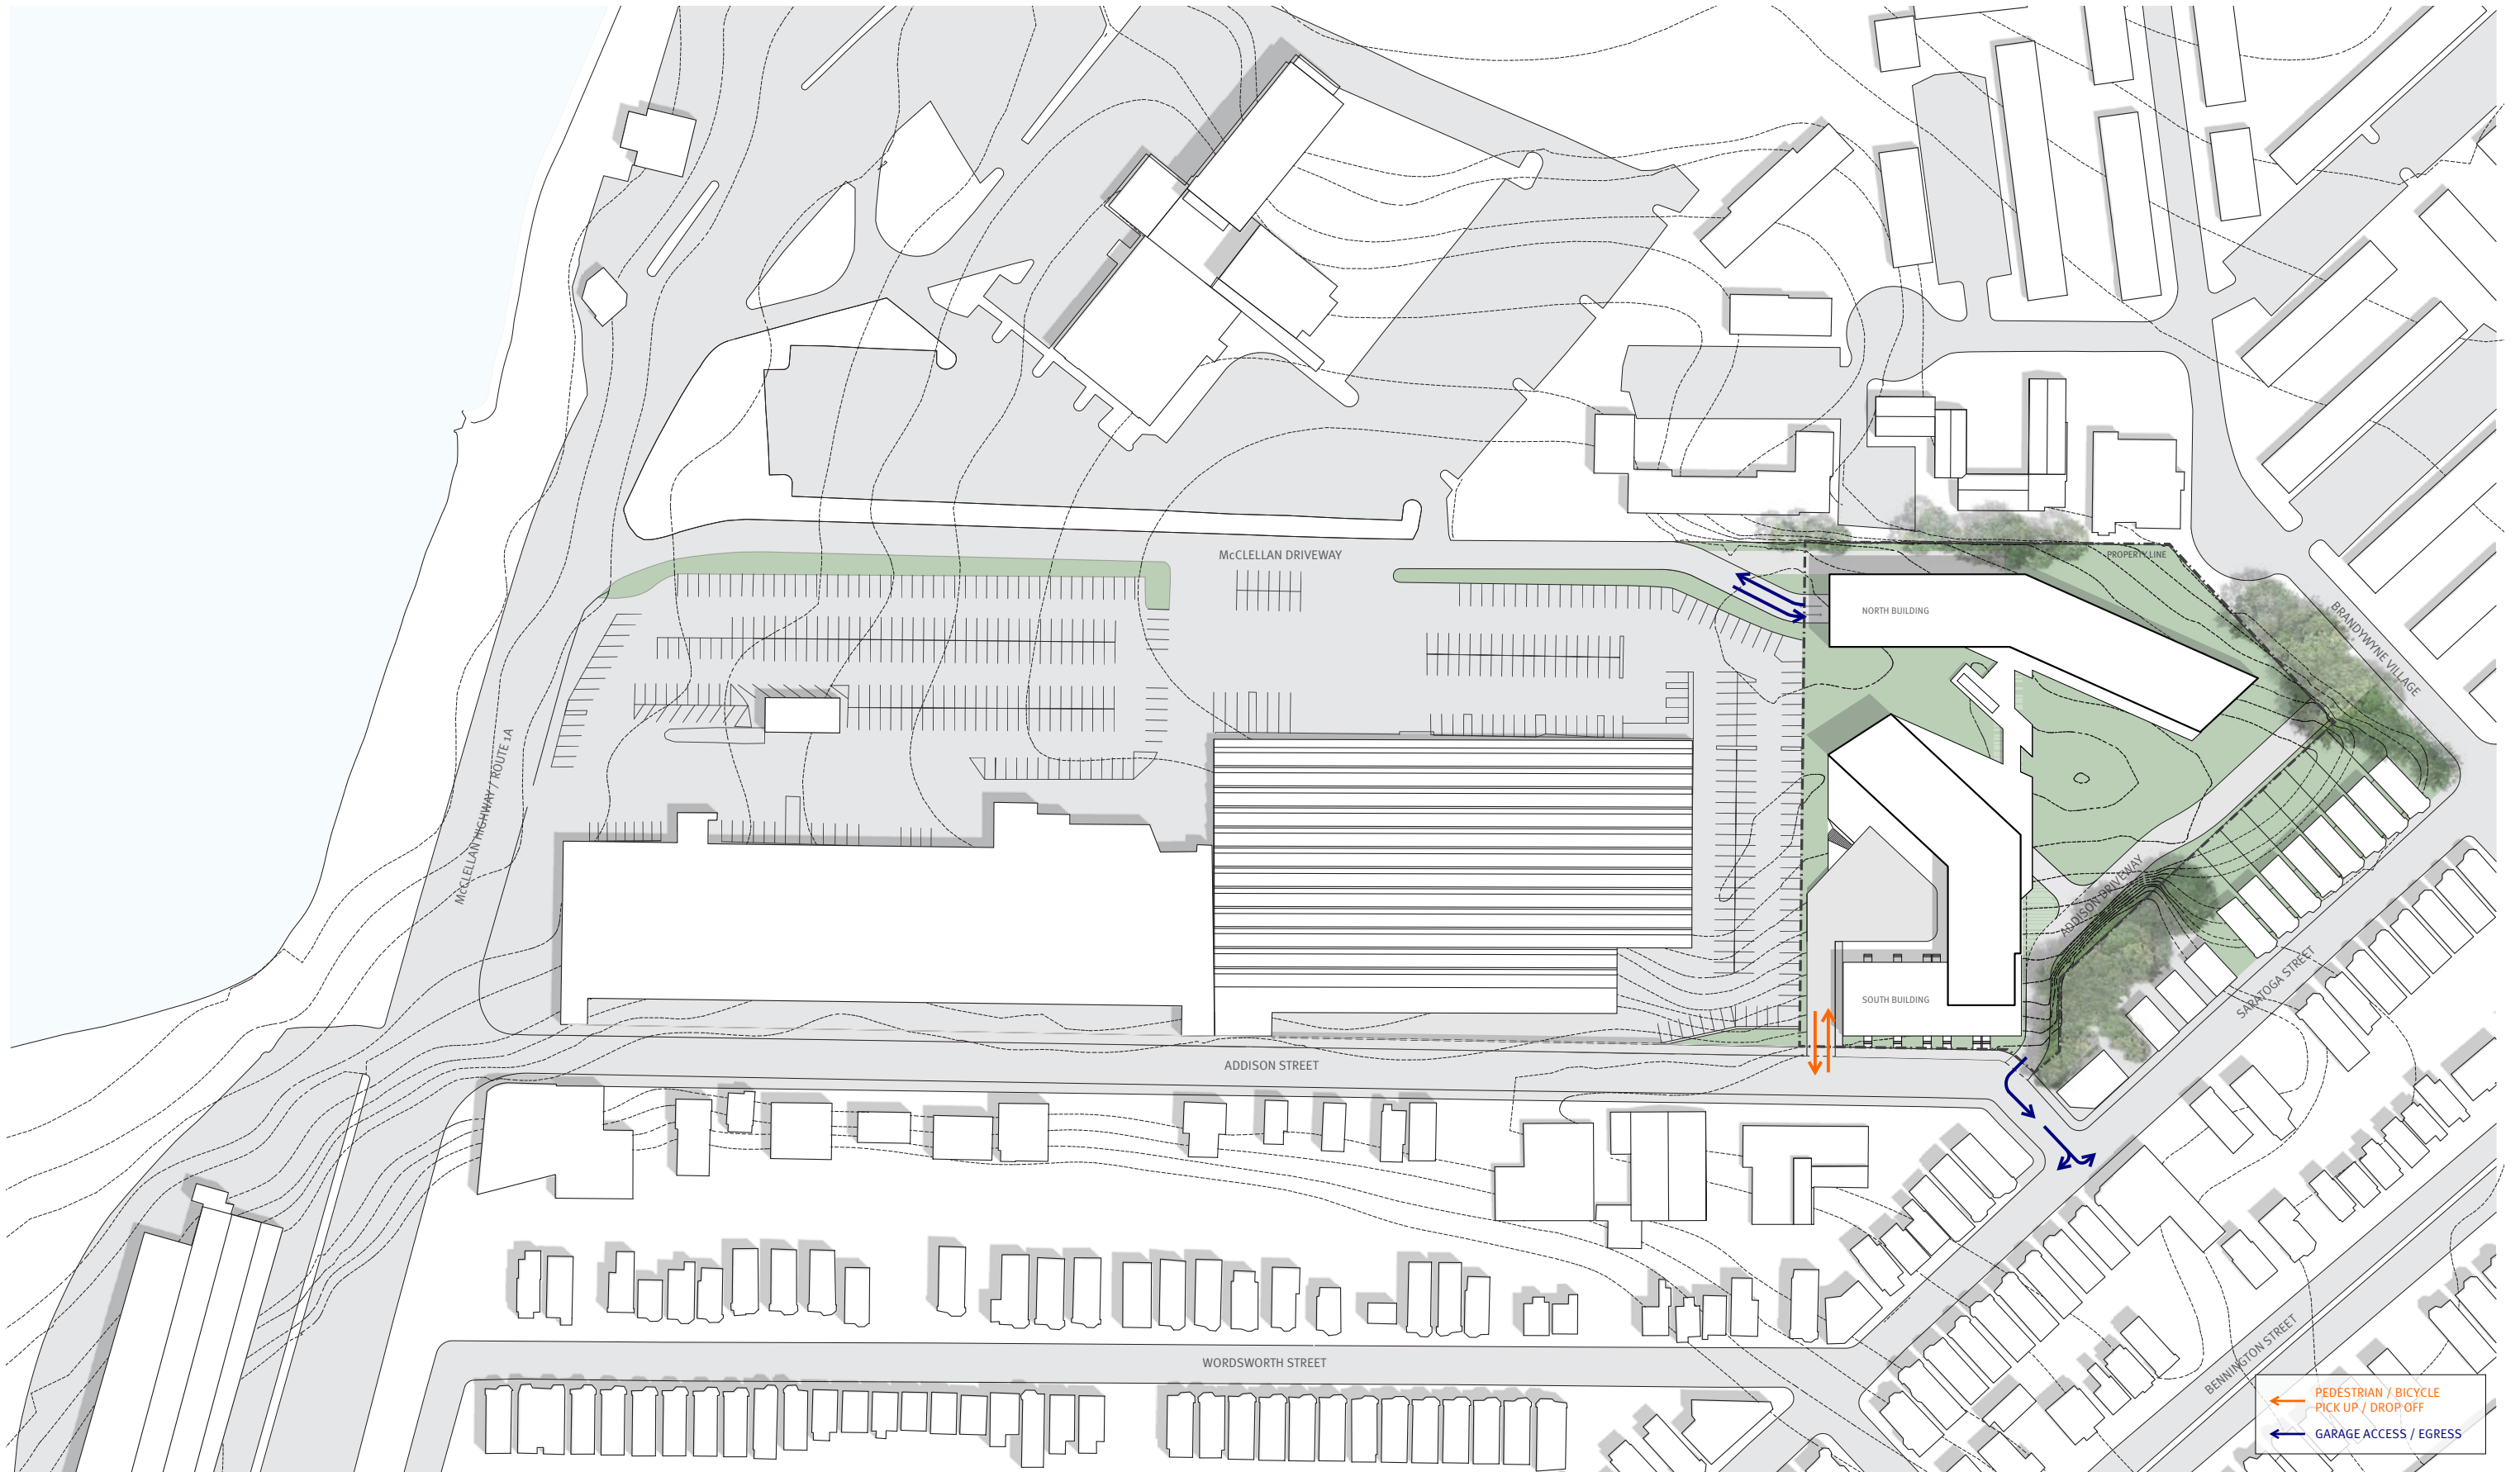 McCLELLAN DRIVEWAY
PROPERTY LINE
NORTH BUILDING
BRANDYWYNE VILLAGE
McCLELLAN HIGHWAY / ROUTE 1A
ADDISON DRIVEWAY
SARATOGA STREET
SOUTH BUILDING
ADDISON STREET
WORDSWORTH STREET
BENNINGTON STREET
PEDESTRIAN / BICYCLE
PICK UP / DROP OFF
GARAGE ACCESS / EGRESS